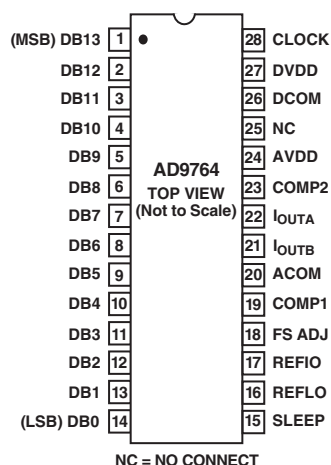 (MSB) DB13 1 28 CLOCK
DB12 2 27 DVDD
DB11 3 26 DCOM
DB10 4 25 NC
DB9 5 24 AVDD
DB8 6 23 COMP2
DB7 7 22 IOUTA
DB6 8 21 IOUTB
DB5 9 20 ACOM
DB4 10 19 COMP1
DB3 11 18 FS ADJ
DB2 12 17 REFIO
DB1 13 16 REFLO
(LSB) DB0 14 15 SLEEP
AD9764
TOP VIEW
(Not to Scale)
NC = NO CONNECT